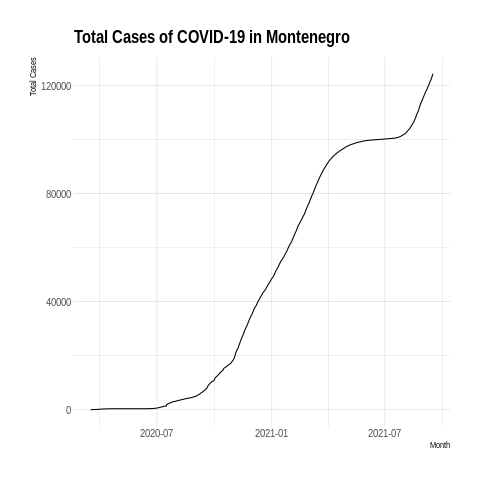 Total Cases of COVID-19 in Montenegro
Total Cases
120000
80000
40000
0
2020-07
2021-01
2021-07
Month